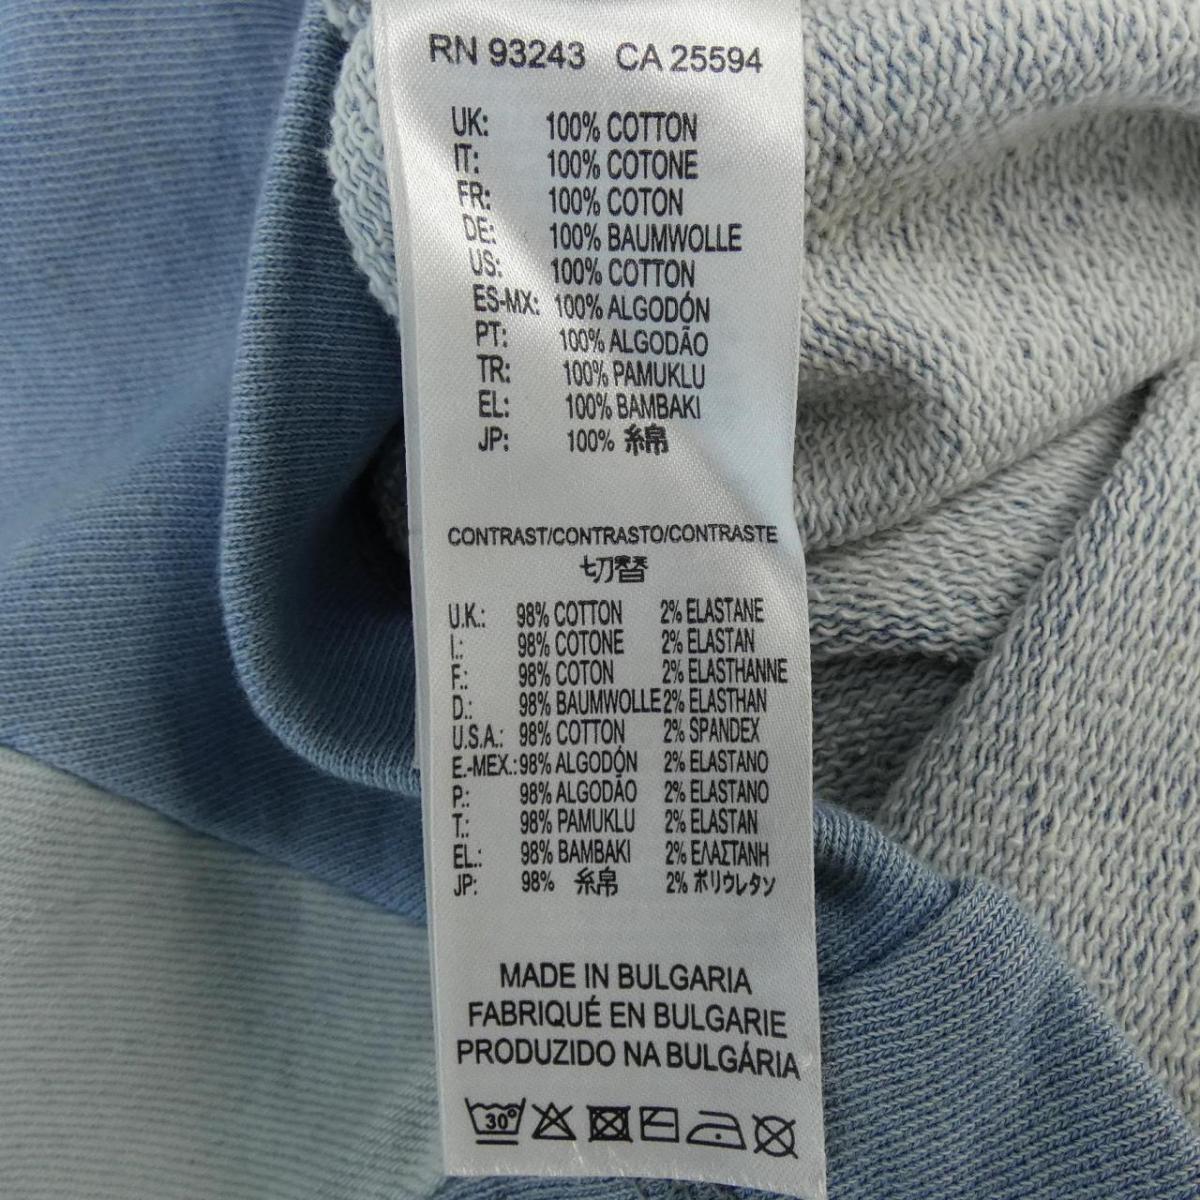 RN 93243 CA 25594
UK: 100% COTTON
IT: 100% COTONE
FR: 100% COTON
DE: 100% BAUMWOLLE
US: 100% COTTON
ES-MX: 100% ALGODÓN
PT: 100% ALGODÃO
TR: 100% PAMUKLU
EL: 100% BAMBAKI
JP: 100% 綿
CONTRAST/CONTRASTO/CONTRASTE
切替
U.K.: 98% COTTON 2% ELASTANE
I.: 98% COTONE 2% ELASTAN
F.: 98% COTON 2% ELASTHANNE
D.: 98% BAUMWOLLE 2% ELASTHAN
U.S.A.: 98% COTTON 2% SPANDEX
E.-MEX.: 98% ALGODÓN 2% ELASTANO
P.: 98% ALGODÃO 2% ELASTANO
T.: 98% PAMUKLU 2% ELASTAN
EL.: 98% BAMBAKI 2% ΕΛΑΣΤΑΝΗ
JP: 98% 綿 2% ポリウレタン
MADE IN BULGARIA
FABRIQUÉ EN BULGARIE
PRODUZIDO NA BULGÁRIA
30°